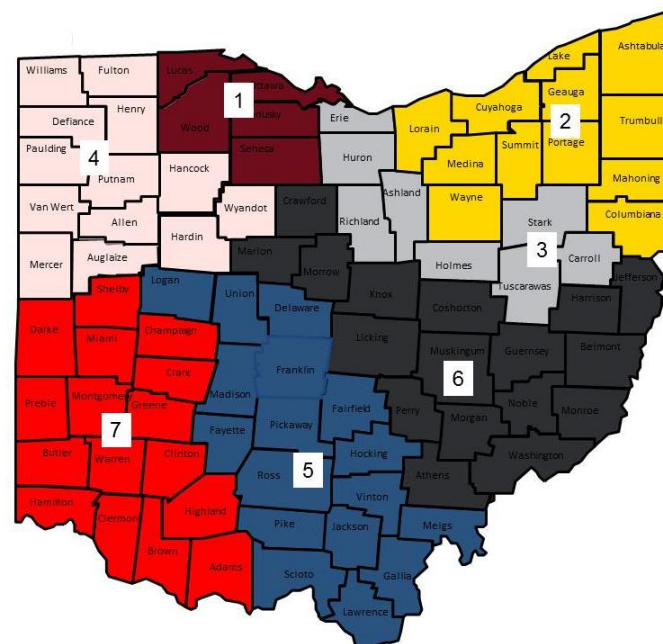 Williams
Fulton
Lucas
Ottawa
Lake
Ashtabula
Geauga
Henry
1
Defiance
Wood
Erie
Cuyahoga
Lorain
2
Trumbull
Paulding
4
Seneca
Huron
Medina
Summit
Portage
Putnam
Hancock
Mahoning
Van Wert
Allen
Wyandot
Crawford
Richland
Ashland
Wayne
Stark
Columbiana
Hardin
Mercer
Auglaize
Marion
Morrow
Holmes
3
Carroll
Jefferson
Shelby
Logan
Union
Delaware
Knox
Coshocton
Tuscarawas
Harrison
Darke
Miami
Champaign
Licking
Muskingum
Guernsey
Belmont
Clark
Franklin
6
Preble
Montgomery
Greene
Madison
Fairfield
Perry
Morgan
Noble
Monroe
7
Fayette
Pickaway
Butler
Warren
Clinton
Ross
5
Hocking
Athens
Washington
Hamilton
Clermon
Highland
Vinton
Pike
Jackson
Meigs
Brown
Adams
Scioto
Gallia
Lawrence